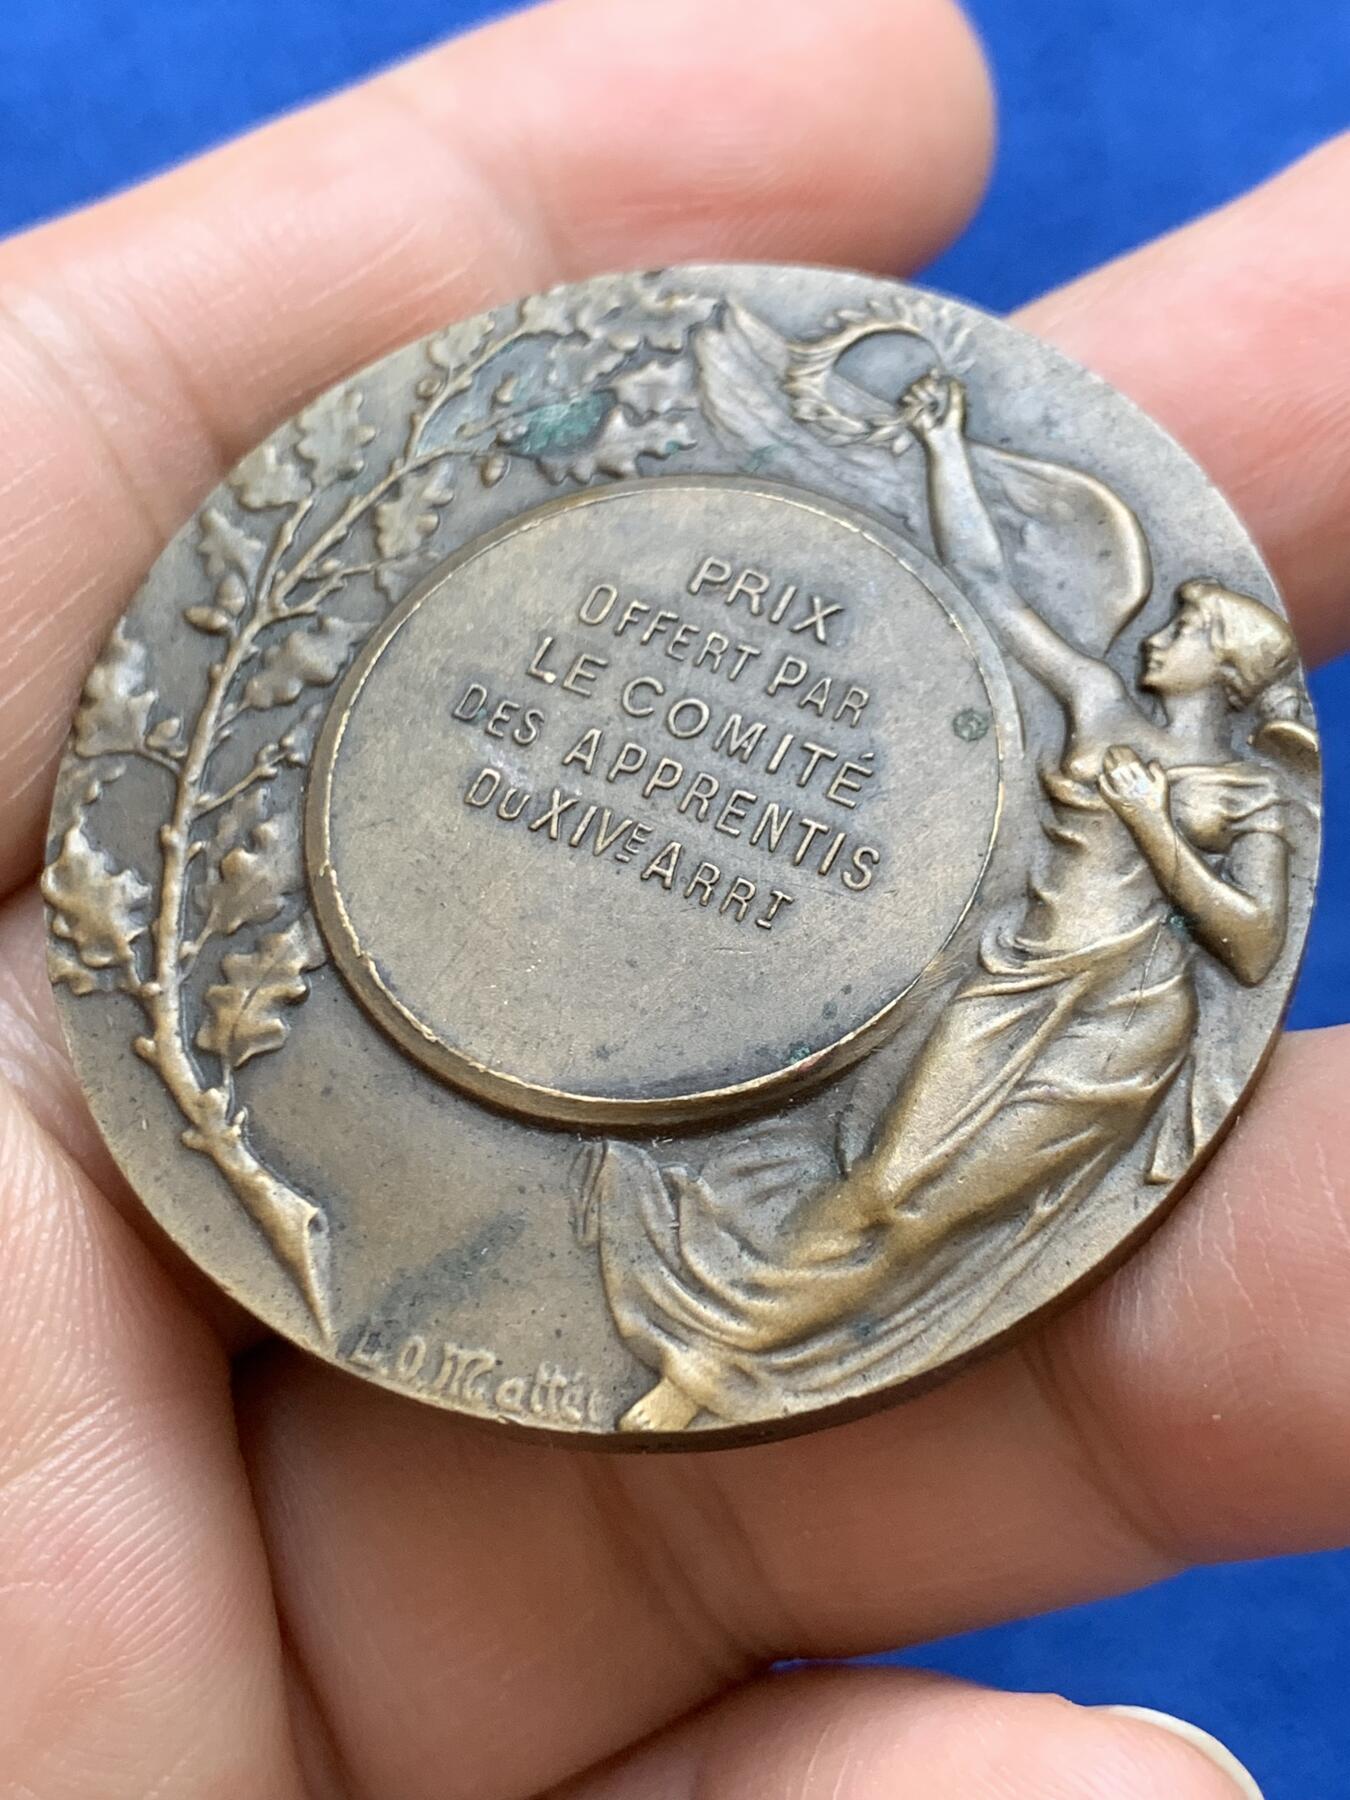 PRIX
OFFERT PAR
LE COMITÉ
DES APPRENTIS
DU XIVE ARRT
L.O. Mattei